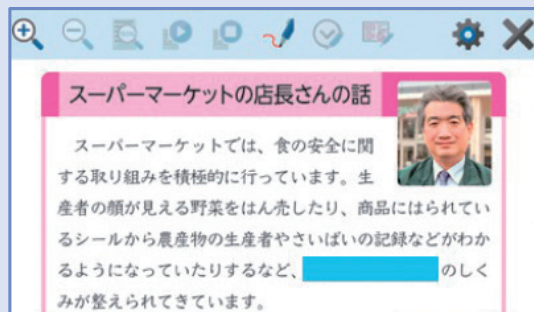 スーパーマーケットの店長さんの話
スーパーマーケットでは、食の安全に関
する取り組みを積極的に行っています。生
産者の顔が見える野菜をはん売したり、商品にはられてい
るシールから農産物の生産者やさいばいの記録などがわか
るようになっていたりするなど、
のしく
みが整えられてきています。